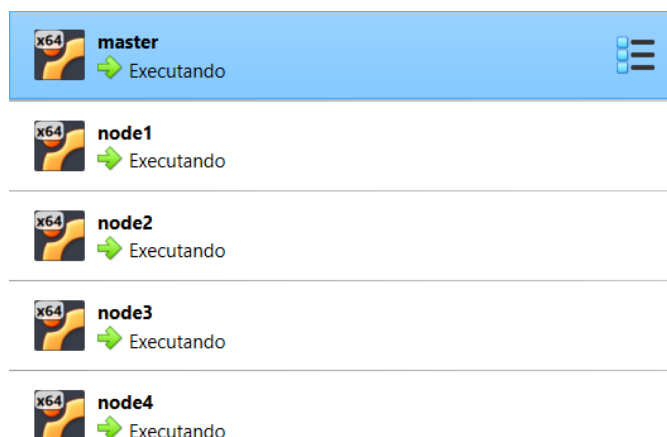 x64
master
Executando
x64
node1
Executando
x64
node2
Executando
x64
node3
Executando
x64
node4
Executando